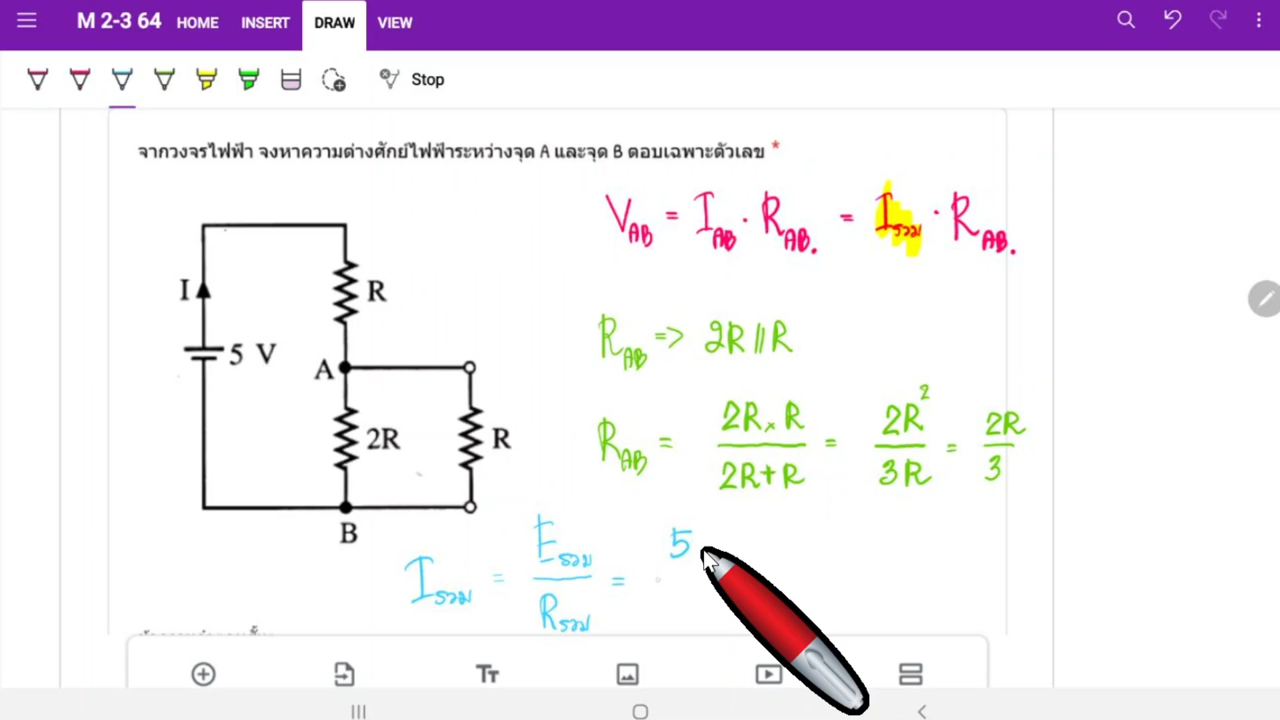 M 2-3 64 HOME INSERT DRAW VIEW
Stop
จากวงจรไฟฟ้า จงหาความต่างศักย์ไฟฟ้าระหว่างจุด A และจุด B ตอบเฉพาะตัวเลข *
V_AB = I_AB · R_AB. = I_รวม · R_AB.
I
R
5 V
A
2R
R
B
R_AB => 2R // R
R_AB = 2R x R / 2R + R = 2R² / 3R = 2R / 3
I_รวม = E_รวม / R_รวม = 5
Tт